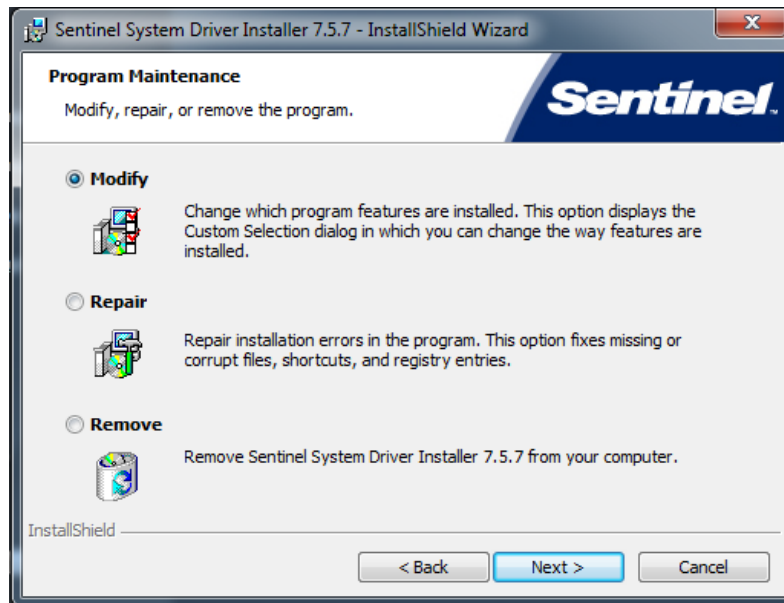 Sentinel System Driver Installer 7.5.7 - InstallShield Wizard
Program Maintenance
Modify, repair, or remove the program.
Sentinel
Modify
Change which program features are installed. This option displays the
Custom Selection dialog in which you can change the way features are
installed.
Repair
Repair installation errors in the program. This option fixes missing or
corrupt files, shortcuts, and registry entries.
Remove
Remove Sentinel System Driver Installer 7.5.7 from your computer.
InstallShield
< Back Next > Cancel